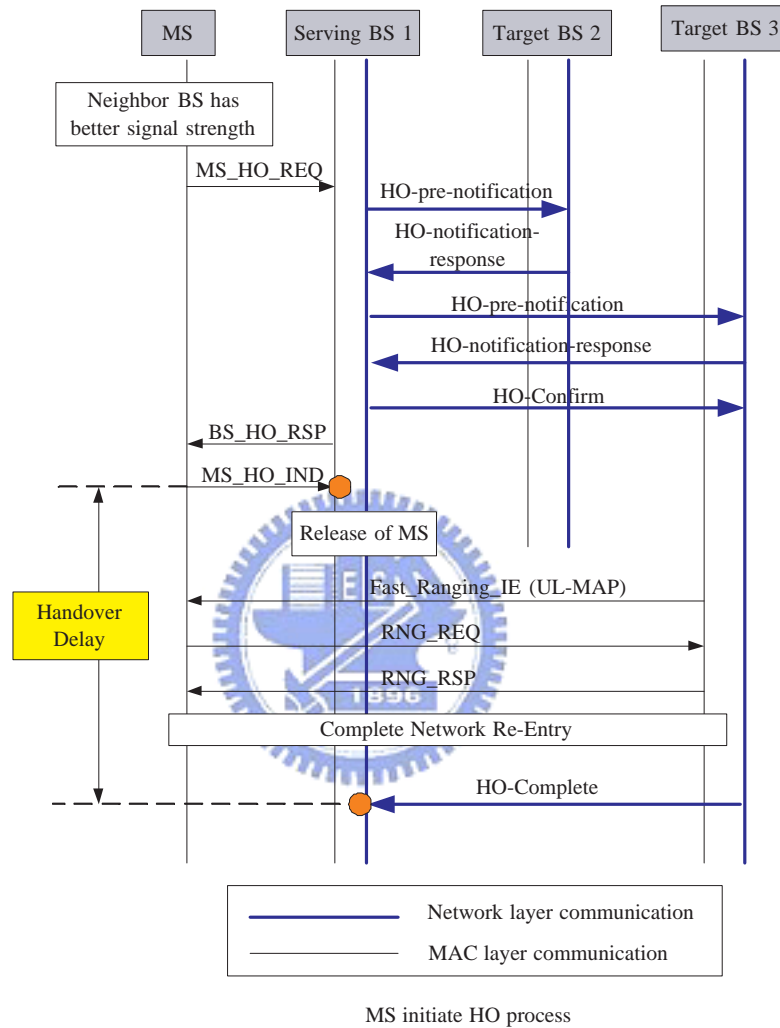 MS
Serving BS 1
Target BS 2
Target BS 3
Neighbor BS has
better signal strength
MS_HO_REQ
HO-pre-notification
HO-notification-
response
HO-pre-notification
HO-notification-response
HO-Confirm
BS_HO_RSP
MS_HO_IND
Release of MS
Fast_Ranging_IE (UL-MAP)
Handover
Delay
RNG_REQ
RNG_RSP
1896
Complete Network Re-Entry
HO-Complete
Network layer communication
MAC layer communication
MS initiate HO process